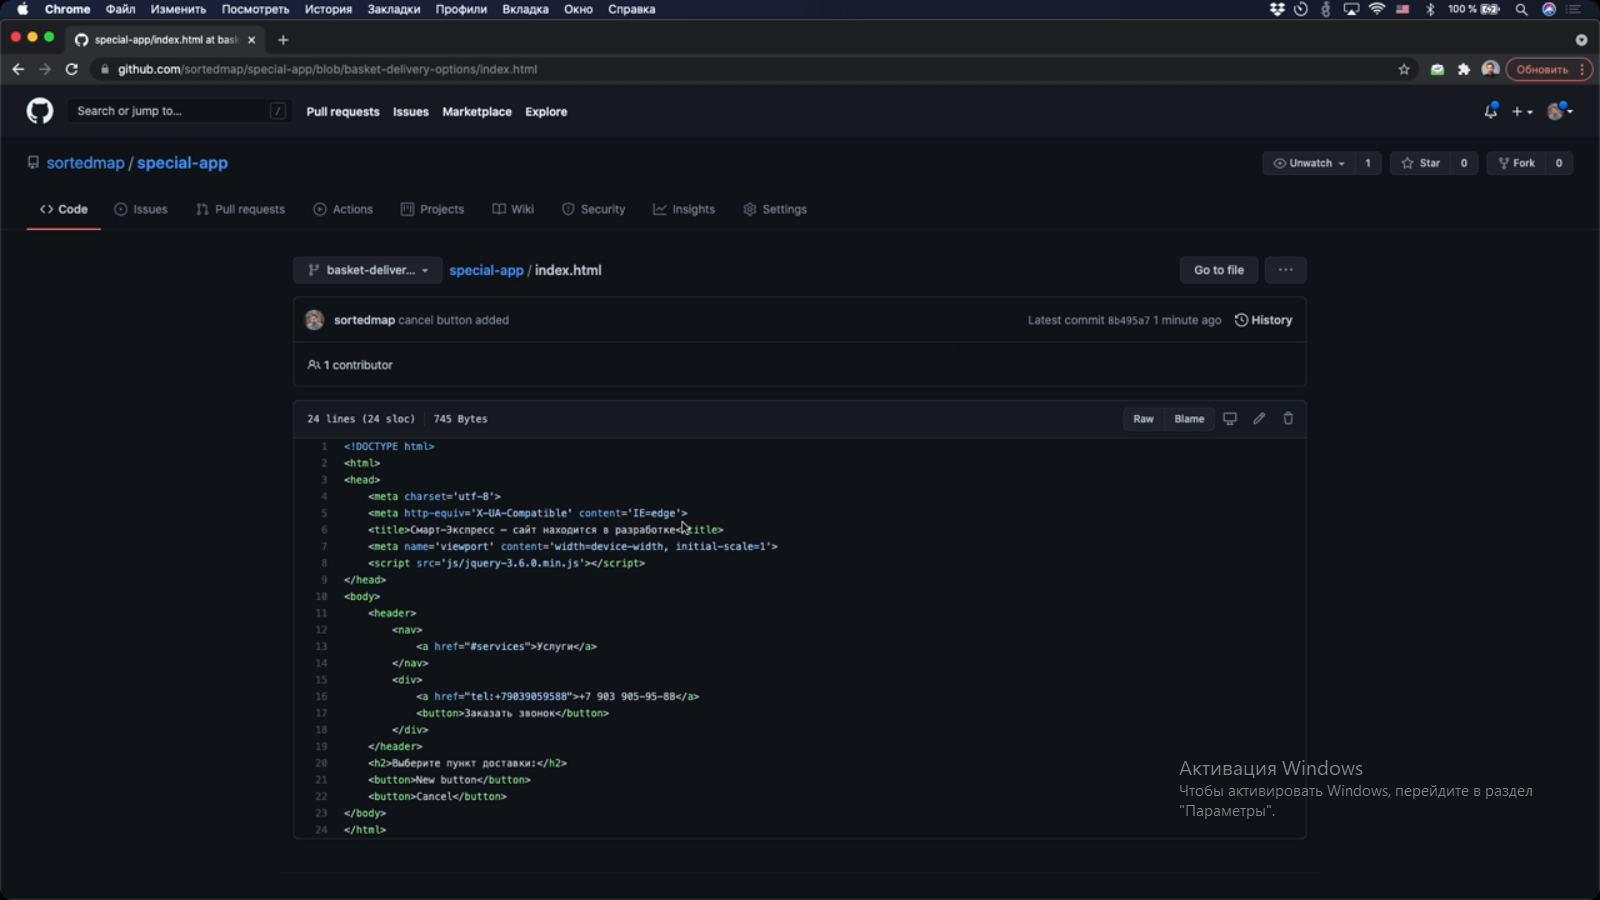 Chrome Файл Изменить Посмотреть История Закладки Профили Вкладка Окно Справка 100 %
special-app/index.html at bask
github.com/sortedmap/special-app/blob/basket-delivery-options/index.html Обновить
Search or jump to... / Pull requests Issues Marketplace Explore
sortedmap / special-app Unwatch 1 Star 0 Fork 0
Code Issues Pull requests Actions Projects Wiki Security Insights Settings
basket-deliver... special-app / index.html Go to file ...
sortedmap cancel button added Latest commit 8b495a7 1 minute ago History
1 contributor
24 lines (24 sloc) 745 Bytes Raw Blame
1 <!DOCTYPE html>
2 <html>
3 <head>
4 <meta charset='utf-8'>
5 <meta http-equiv='X-UA-Compatible' content='IE=edge'>
6 <title>Смарт-Экспресс — сайт находится в разработке</title>
7 <meta name='viewport' content='width=device-width, initial-scale=1'>
8 <script src='js/jquery-3.6.0.min.js'></script>
9 </head>
10 <body>
11 <header>
12 <nav>
13 <a href="#services">Услуги</a>
14 </nav>
15 <div>
16 <a href="tel:+79039059588">+7 903 905-95-88</a>
17 <button>Заказать звонок</button>
18 </div>
19 </header>
20 <h2>Выберите пункт доставки:</h2>
21 <button>New button</button>
22 <button>Cancel</button>
23 </body>
24 </html>
Активация Windows
Чтобы активировать Windows, перейдите в раздел
"Параметры".